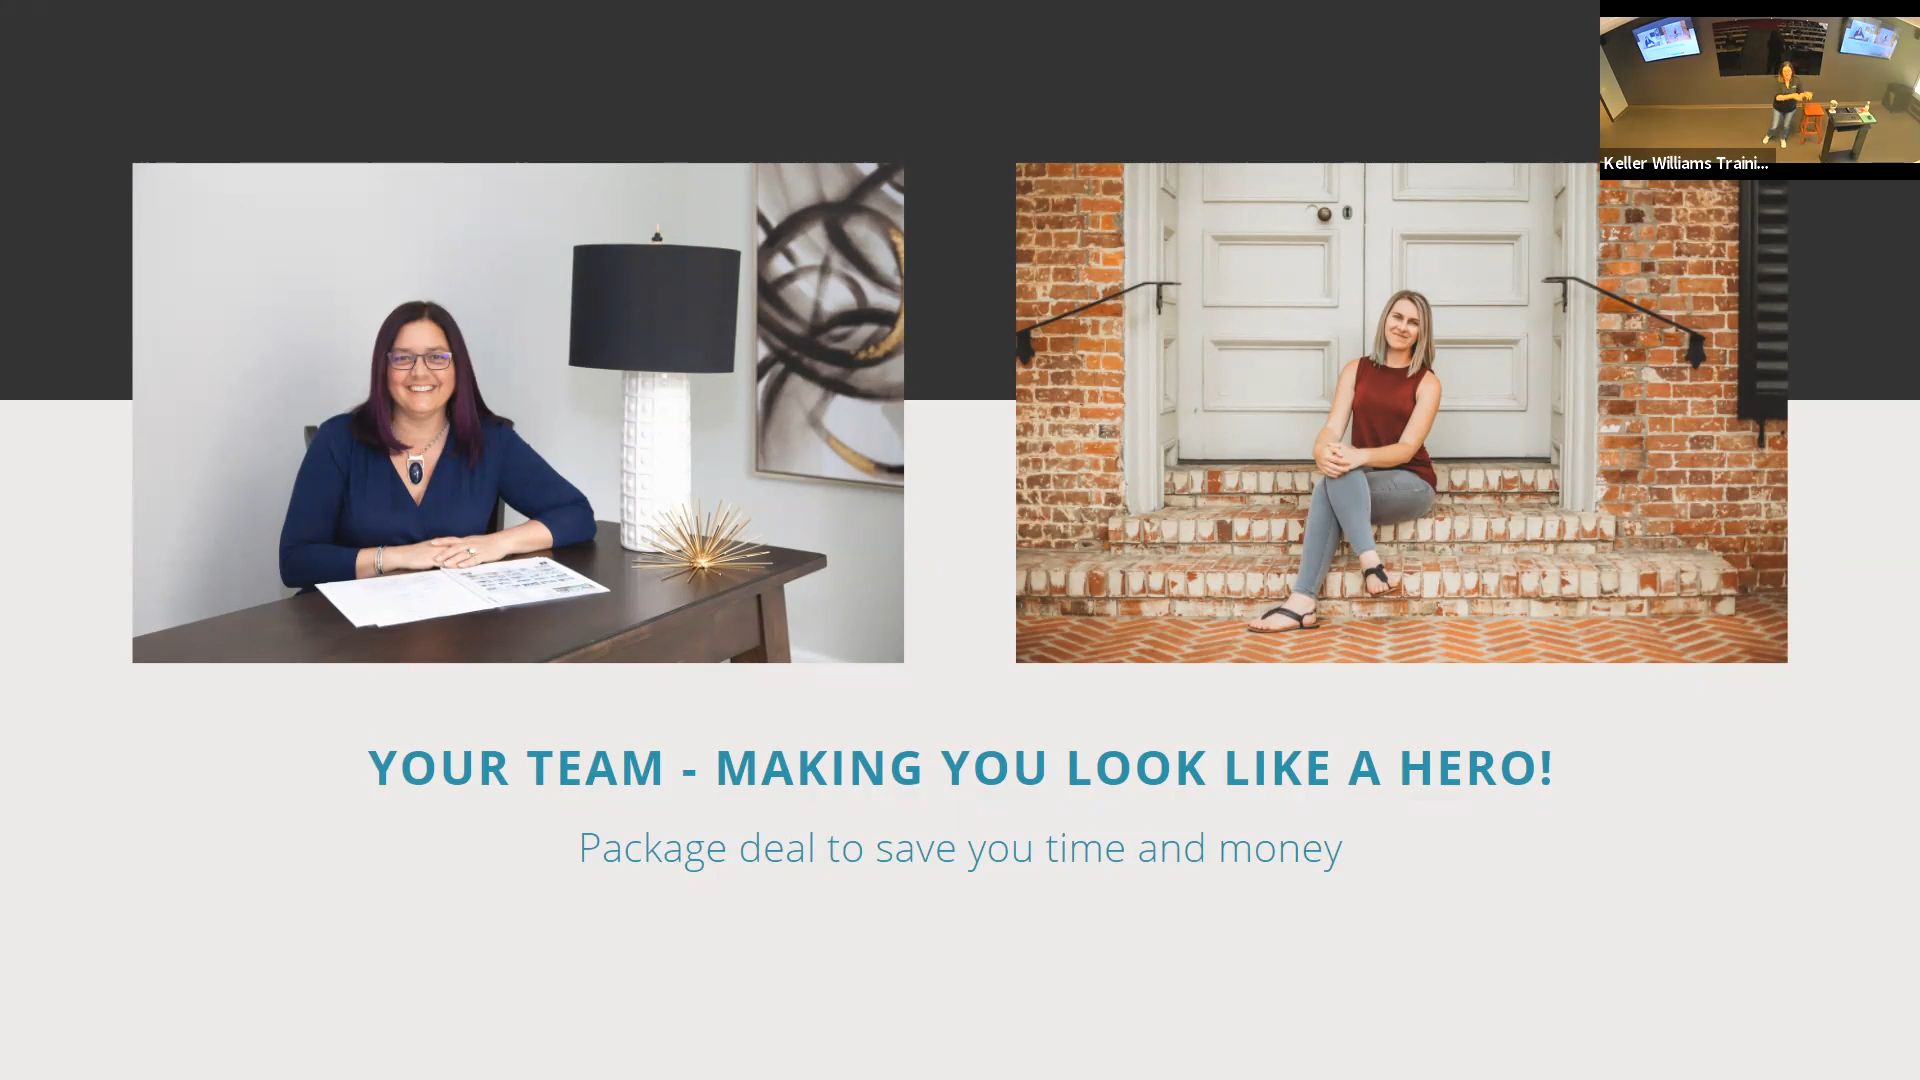 Keller Williams Traini...
YOUR TEAM - MAKING YOU LOOK LIKE A HERO!
Package deal to save you time and money